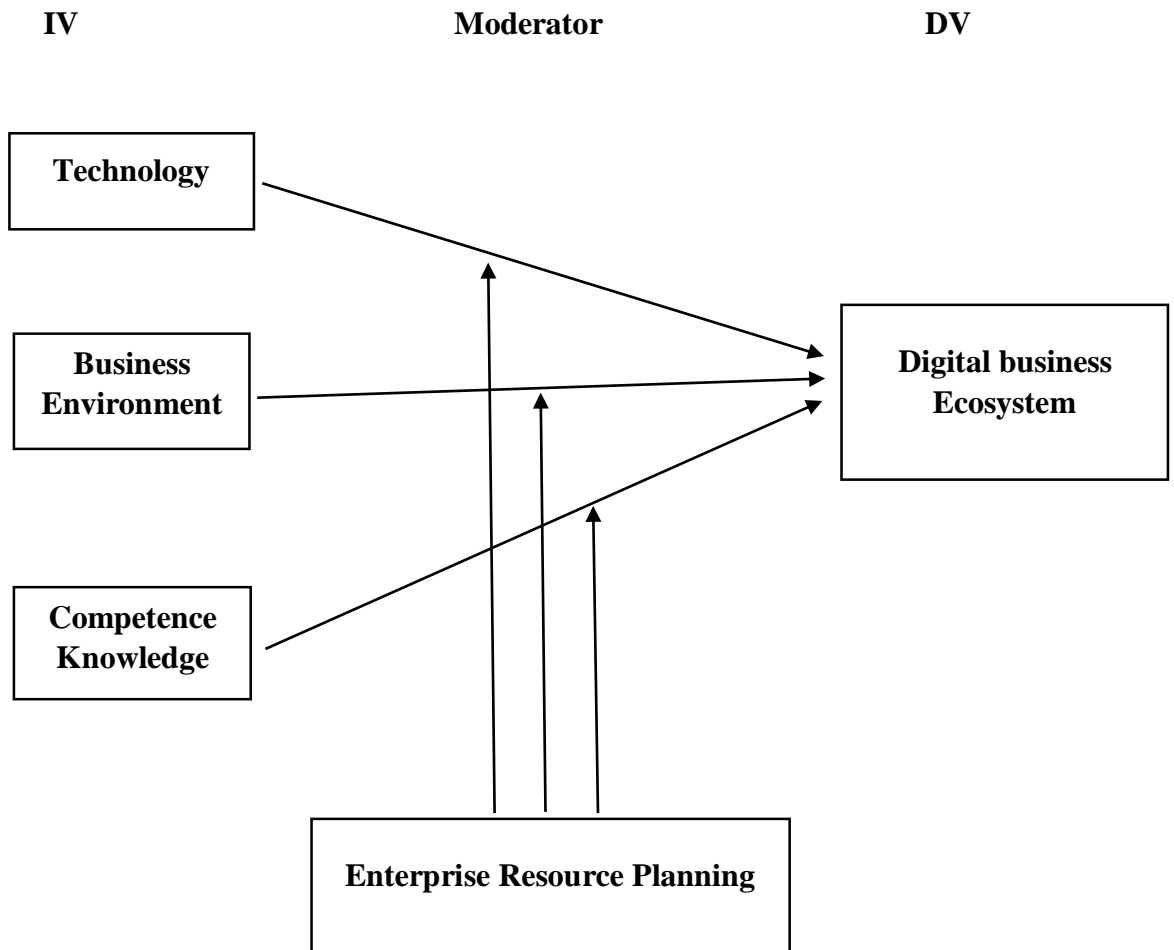 IV Moderator DV
Technology
Business
Environment
Digital business
Ecosystem
Competence
Knowledge
Enterprise Resource Planning